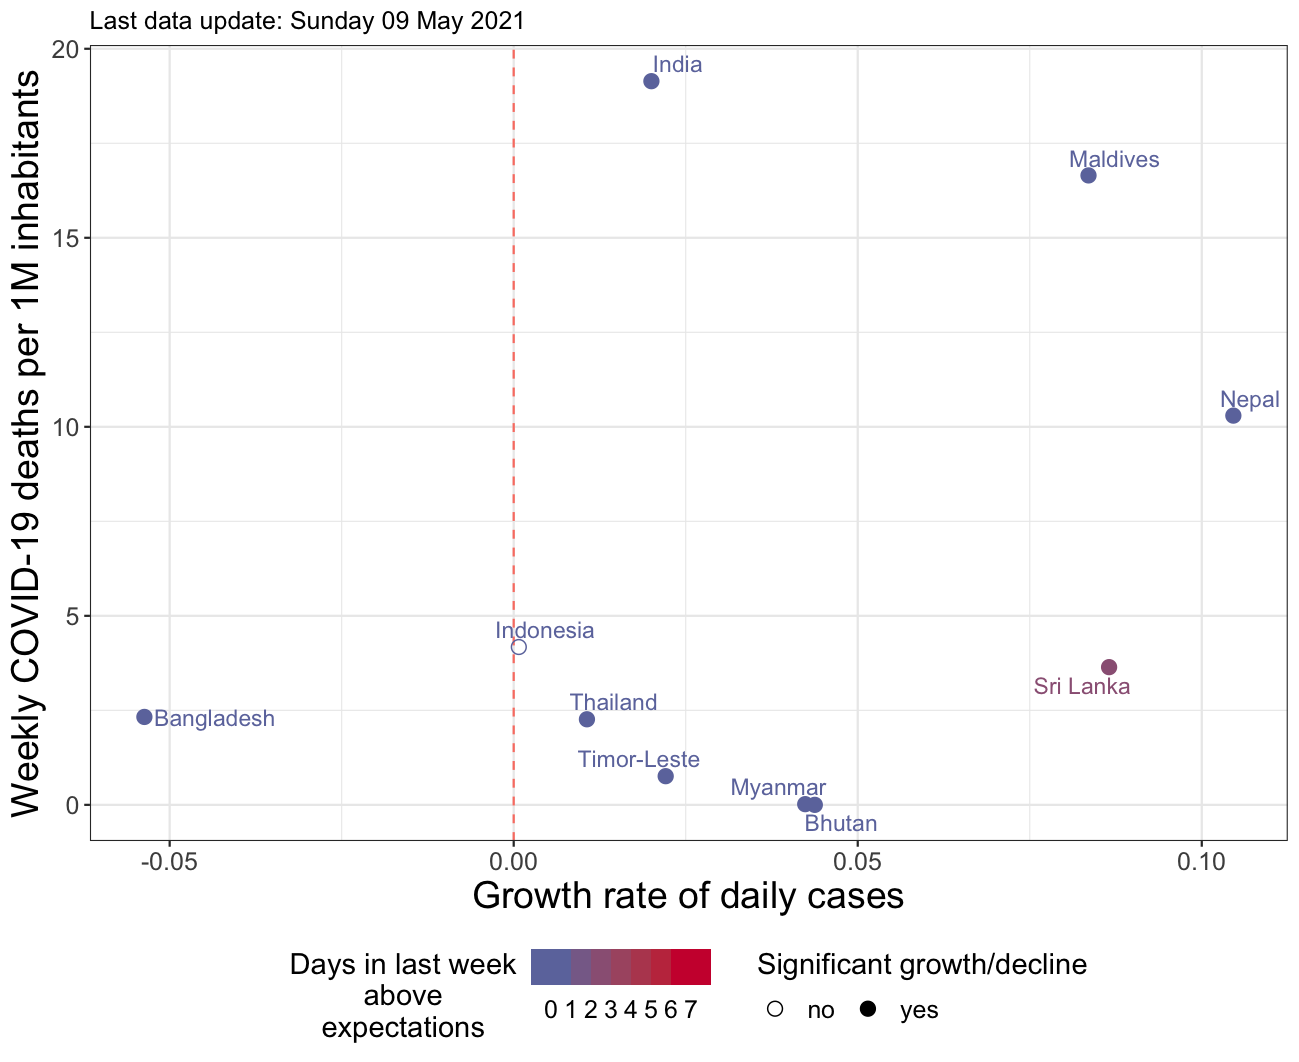 Last data update: Sunday 09 May 2021
Weekly COVID-19 deaths per 1M inhabitants
20
15
10
5
0
India
Maldives
Nepal
Indonesia
Sri Lanka
Thailand
Bangladesh
Timor-Leste
Myanmar
Bhutan
-0.05 0.00 0.05 0.10
Growth rate of daily cases
Days in last week
above
expectations
0 1 2 3 4 5 6 7
Significant growth/decline
no yes